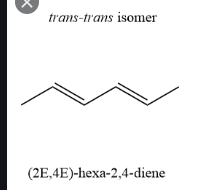 trans-trans isomer
(2E,4E)-hexa-2,4-diene